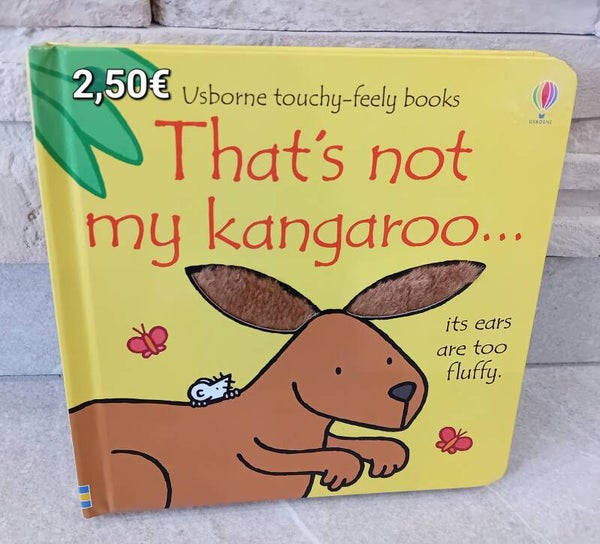 2,50€
Usborne touchy-feely books
USBORNE
That's not
my kangaroo...
its ears
are too
fluffy.